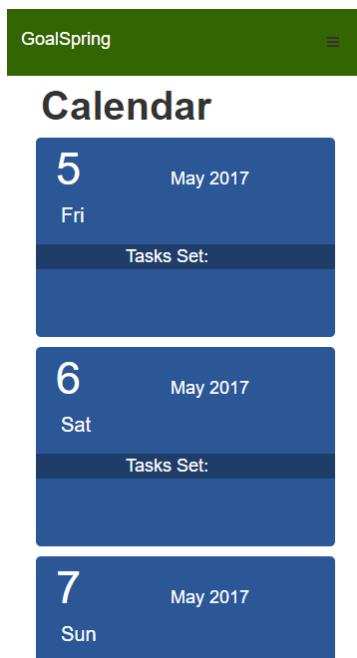 GoalSpring
Calendar
5 May 2017
Fri
Tasks Set:
6 May 2017
Sat
Tasks Set:
7 May 2017
Sun